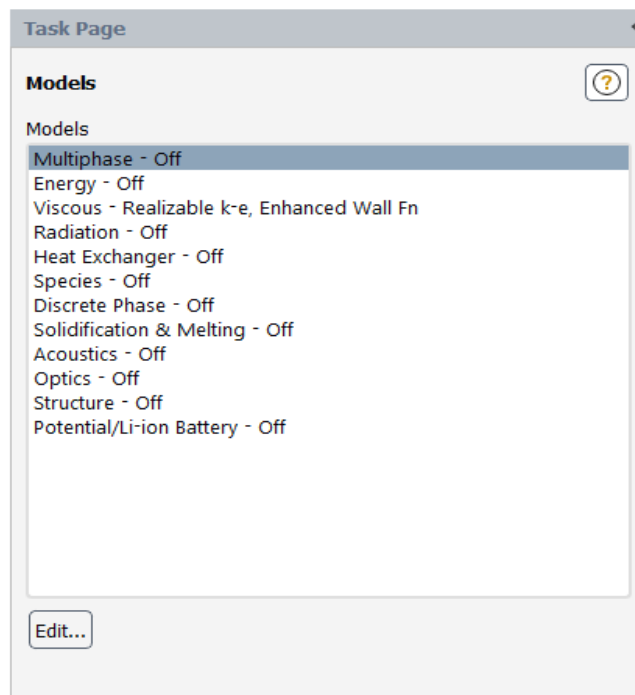 Task Page
Models
?
Models
Multiphase - Off
Energy - Off
Viscous - Realizable k-e, Enhanced Wall Fn
Radiation - Off
Heat Exchanger - Off
Species - Off
Discrete Phase - Off
Solidification & Melting - Off
Acoustics - Off
Optics - Off
Structure - Off
Potential/Li-ion Battery - Off
Edit...